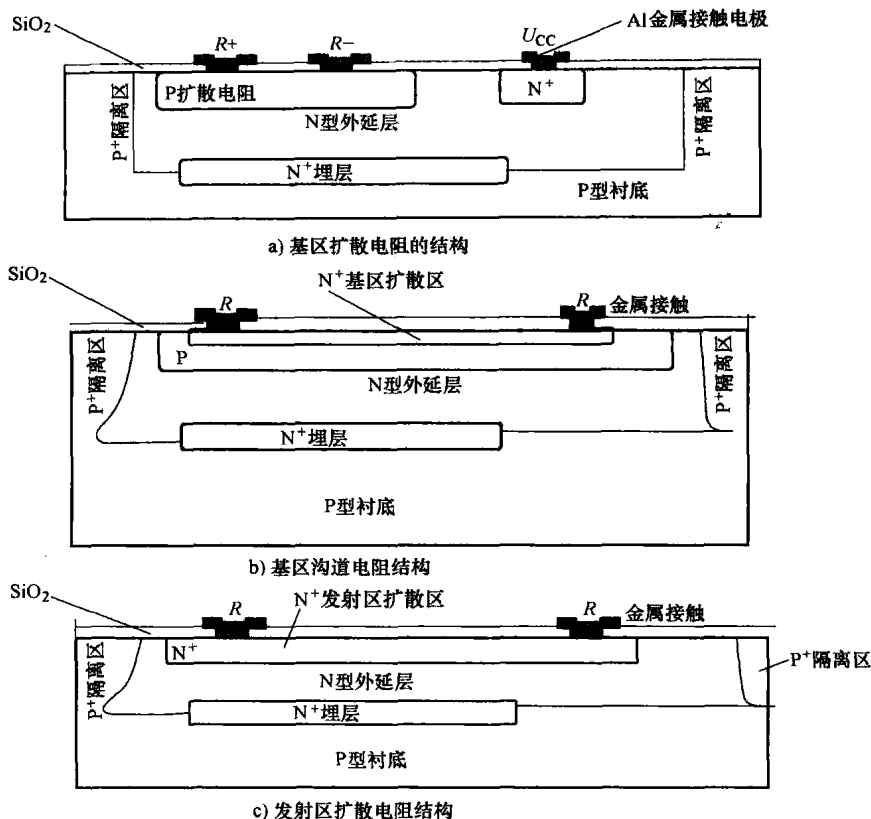 SiO₂
R+
R−
U_CC
Al金属接触电极
P⁺隔离区
P扩散电阻
N⁺
P⁺隔离区
N型外延层
N⁺埋层
P型衬底
a) 基区扩散电阻的结构
SiO₂
N⁺基区扩散区
R
R
金属接触
P⁺隔离区
P
P⁺隔离区
N型外延层
N⁺埋层
P型衬底
b) 基区沟道电阻结构
SiO₂
N⁺发射区扩散区
R
R
金属接触
P⁺隔离区
N⁺
P⁺隔离区
N型外延层
N⁺埋层
P型衬底
c) 发射区扩散电阻结构